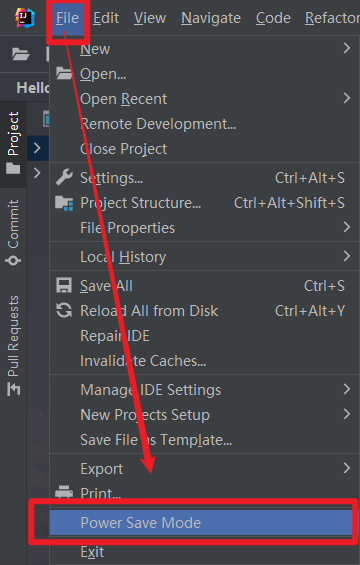 IJ
File Edit View Navigate Code Refactor
Hello
New
Open...
Open Recent
Remote Development...
Close Project
Settings... Ctrl+Alt+S
Project Structure... Ctrl+Alt+Shift+S
File Properties
Local History
Save All Ctrl+S
Reload All from Disk Ctrl+Alt+Y
Repair IDE
Invalidate Caches...
Manage IDE Settings
New Projects Setup
Save File as Template...
Export
Print...
Power Save Mode
Exit
Project
Commit
Pull Requests